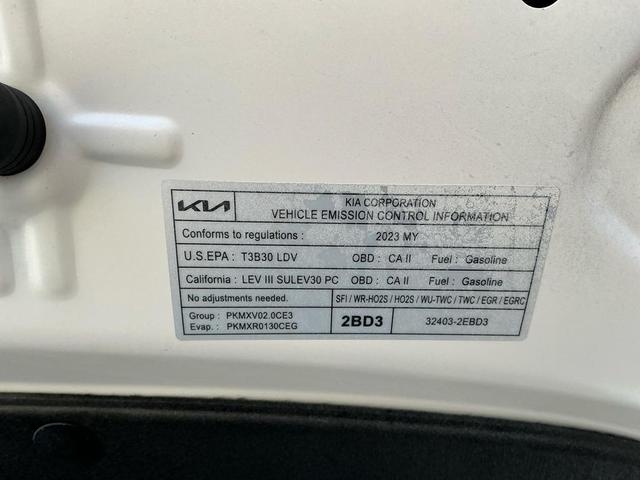 KIA KIA CORPORATION
VEHICLE EMISSION CONTROL INFORMATION
Conforms to regulations : 2023 MY
U.S.EPA : T3B30 LDV OBD : CA II Fuel : Gasoline
California : LEV III SULEV30 PC OBD : CA II Fuel : Gasoline
No adjustments needed. SFI / WR-HO2S / HO2S / WU-TWC / TWC / EGR / EGRC
Group : PKMXV02.0CE3
Evap. : PKMXR0130CEG
2BD3 32403-2EBD3